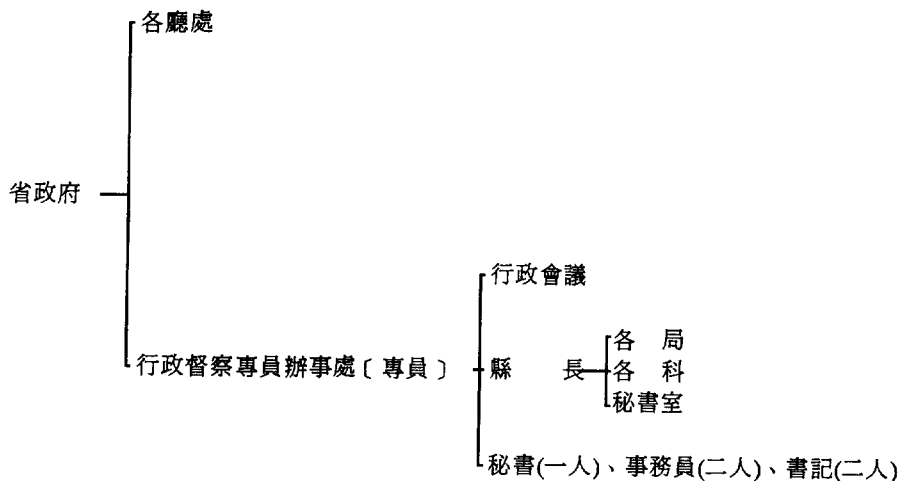 各廳處
省政府
行政會議
各　局
行政督察專員辦事處〔專員〕
縣　　長
各　科
秘書室
秘書(一人)、事務員(二人)、書記(二人)